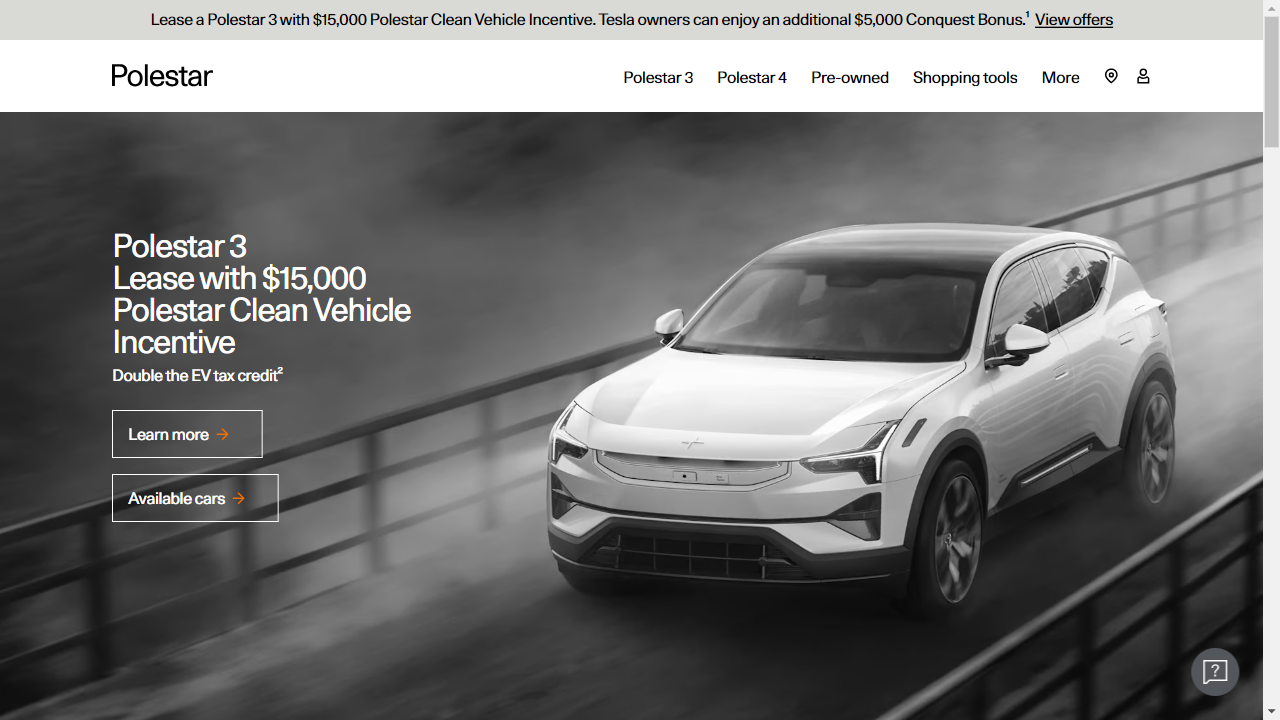 Lease a Polestar 3 with $15,000 Polestar Clean Vehicle Incentive. Tesla owners can enjoy an additional $5,000 Conquest Bonus.¹ View offers
Polestar
Polestar 3
Polestar 4
Pre-owned
Shopping tools
More
Polestar 3
Lease with $15,000
Polestar Clean Vehicle
Incentive
Double the EV tax credit²
Learn more →
Available cars →
?